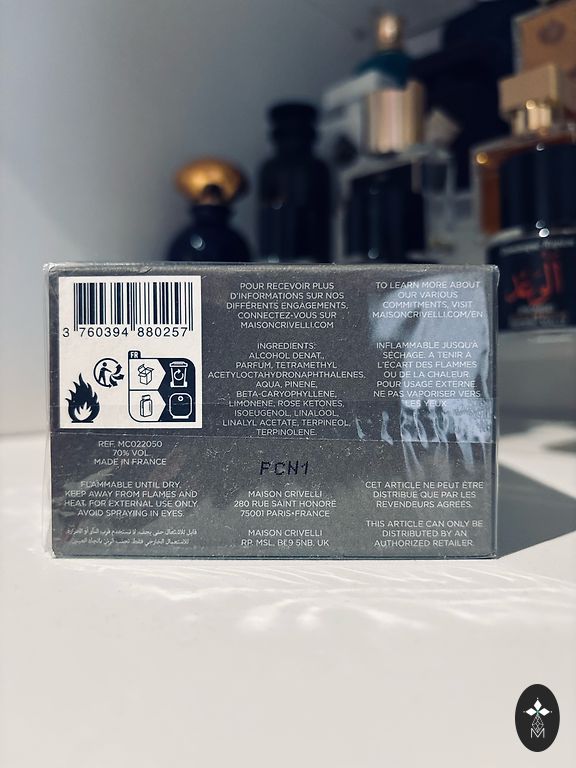 3 760394 880257
FR
REF. MC022050
70% VOL.
MADE IN FRANCE
FLAMMABLE UNTIL DRY.
KEEP AWAY FROM FLAMES AND
HEAT. FOR EXTERNAL USE ONLY.
AVOID SPRAYING IN EYES
POUR RECEVOIR PLUS
D'INFORMATIONS SUR NOS
DIFFÉRENTS ENGAGEMENTS,
CONNECTEZ-VOUS SUR
MAISONCRIVELLI.COM
INGREDIENTS:
ALCOHOL DENAT.,
PARFUM, TETRAMETHYL
ACETYLOCTAHYDRONAPHTHALENES,
AQUA, PINENE,
BETA-CARYOPHYLLENE,
LIMONENE, ROSE KETONES,
ISOEUGENOL, LINALOOL,
LINALYL ACETATE, TERPINEOL,
TERPINOLENE.
PCN1
MAISON CRIVELLI
280 RUE SAINT HONORÉ
75001 PARIS•FRANCE
MAISON CRIVELLI
RP. MSL. BL9 5NB. UK
TO LEARN MORE ABOUT
OUR VARIOUS
COMMITMENTS, VISIT
MAISONCRIVELLI.COM/EN
INFLAMMABLE JUSQU'À
SÉCHAGE. A TENIR À
L'ÉCART DES FLAMMES
OU DE LA CHALEUR.
POUR USAGE EXTERNE
NE PAS VAPORISER VERS
LES YEUX
CET ARTICLE NE PEUT ÊTRE
DISTRIBUÉ QUE PAR LES
REVENDEURS AGRÉÉS.
THIS ARTICLE CAN ONLY BE
DISTRIBUTED BY AN
AUTHORIZED RETAILER.